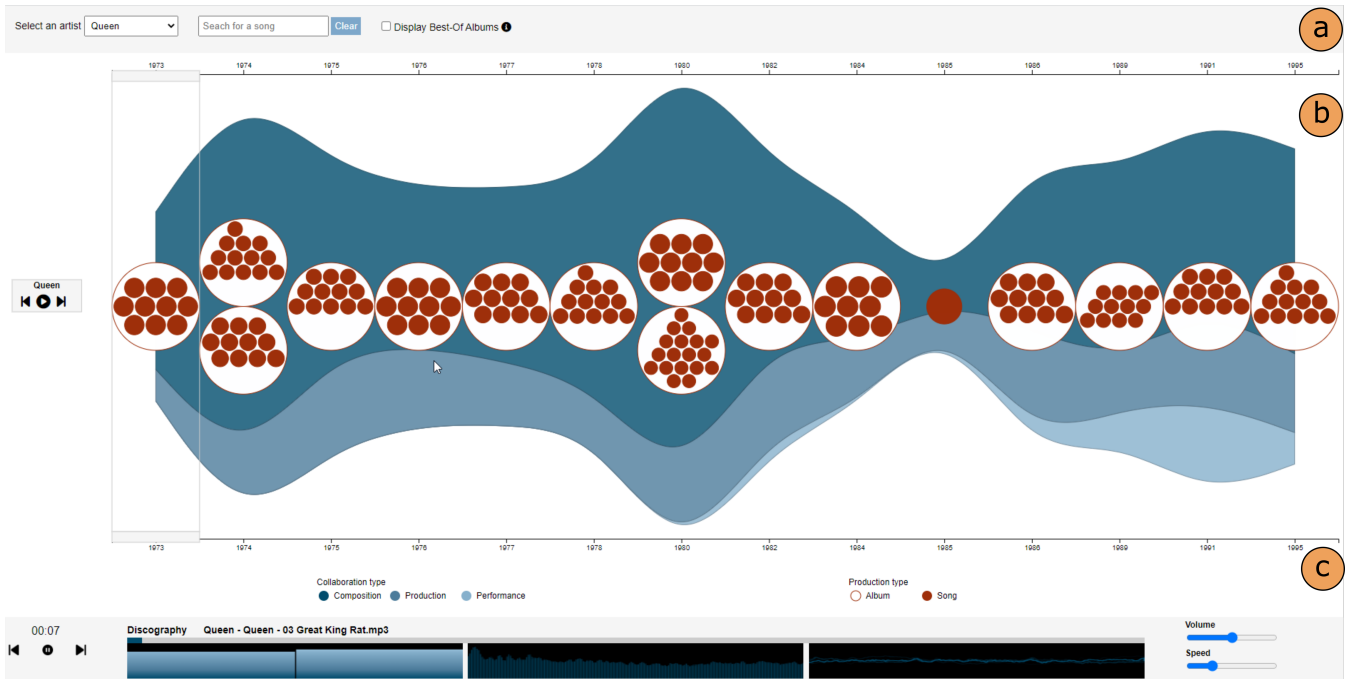 Select an artist Queen Seach for a song Clear Display Best-Of Albums
a
1973 1974 1975 1976 1977 1978 1980 1982 1984 1985 1986 1989 1991 1995
b
Queen
1973 1974 1975 1976 1977 1978 1980 1982 1984 1985 1986 1989 1991 1995
c
Collaboration type
Composition Production Performance
Production type
Album Song
00:07
Discography Queen - Queen - 03 Great King Rat.mp3
Volume
Speed